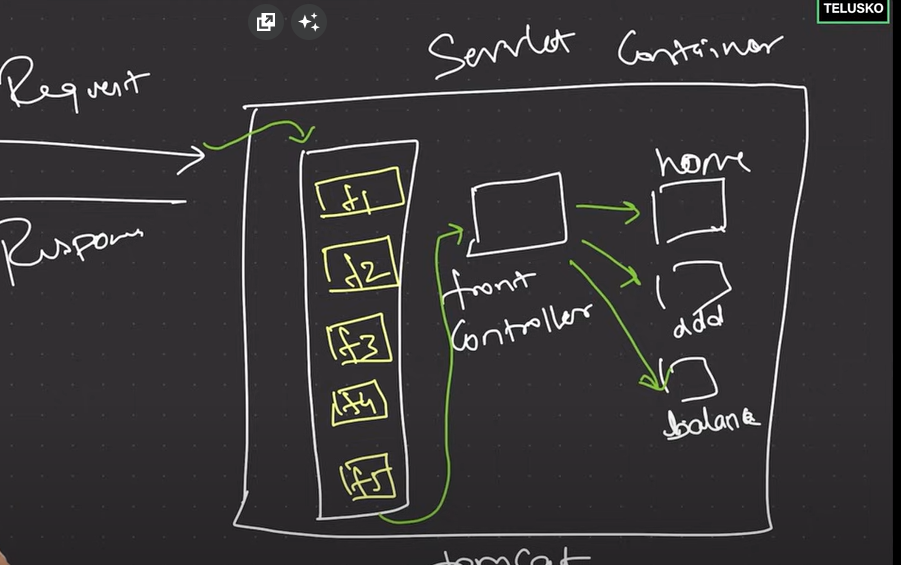 TELUSKO
Servlet Container
Request
home
f1
Respons
f2
front
Controller
add
f3
f4
balance
f5
tomcat